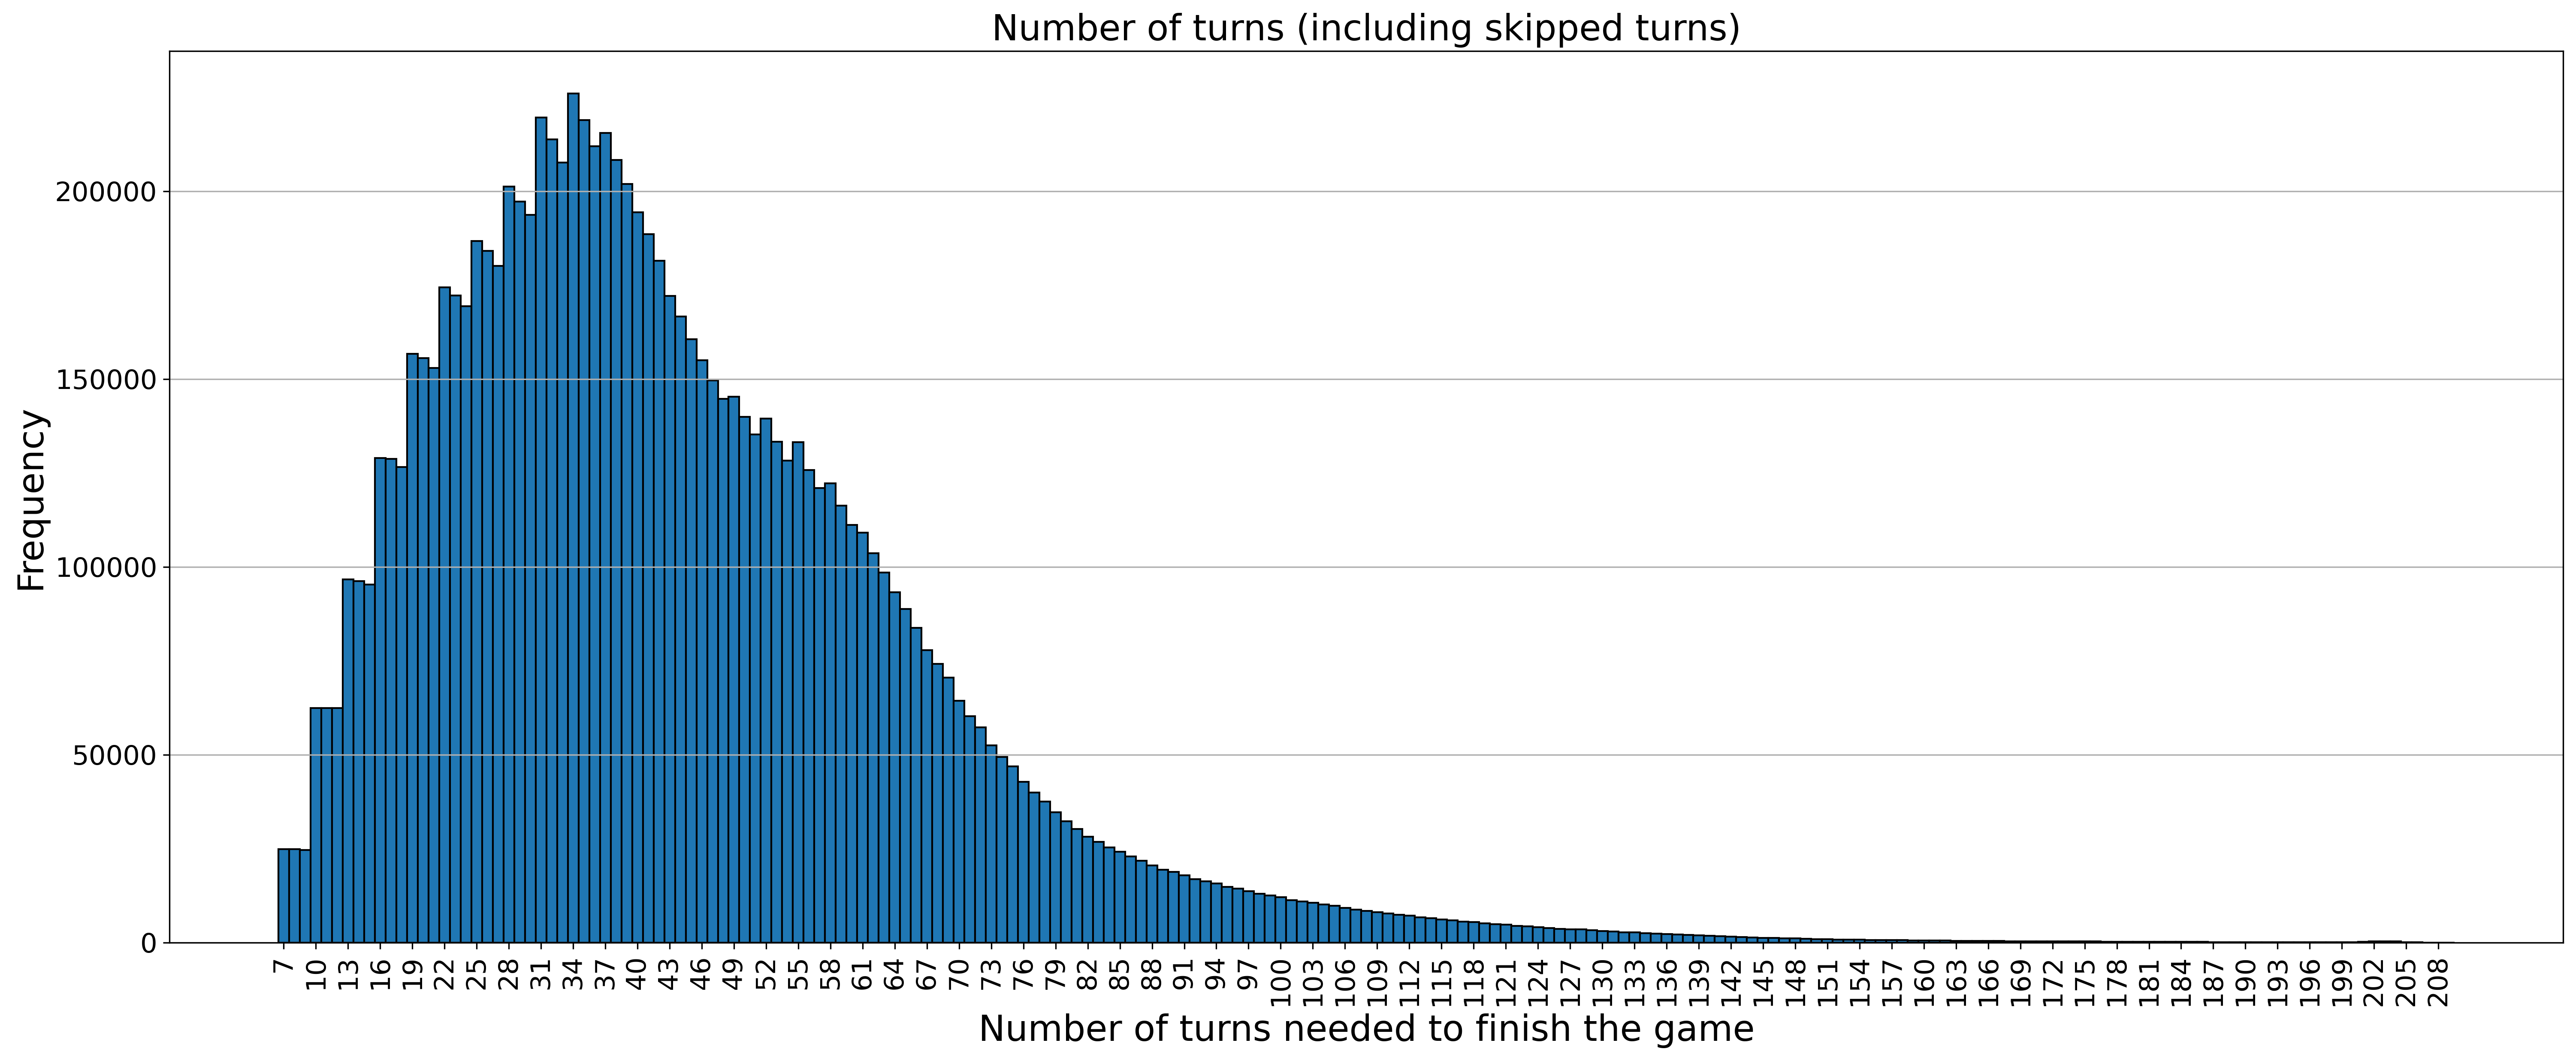 Number of turns (including skipped turns)
200000
150000
100000
50000
0
Frequency
7 10 13 16 19 22 25 28 31 34 37 40 43 46 49 52 55 58 61 64 67 70 73 76 79 82 85 88 91 94 97 100 103 106 109 112 115 118 121 124 127 130 133 136 139 142 145 148 151 154 157 160 163 166 169 172 175 178 181 184 187 190 193 196 199 202 205 208
Number of turns needed to finish the game